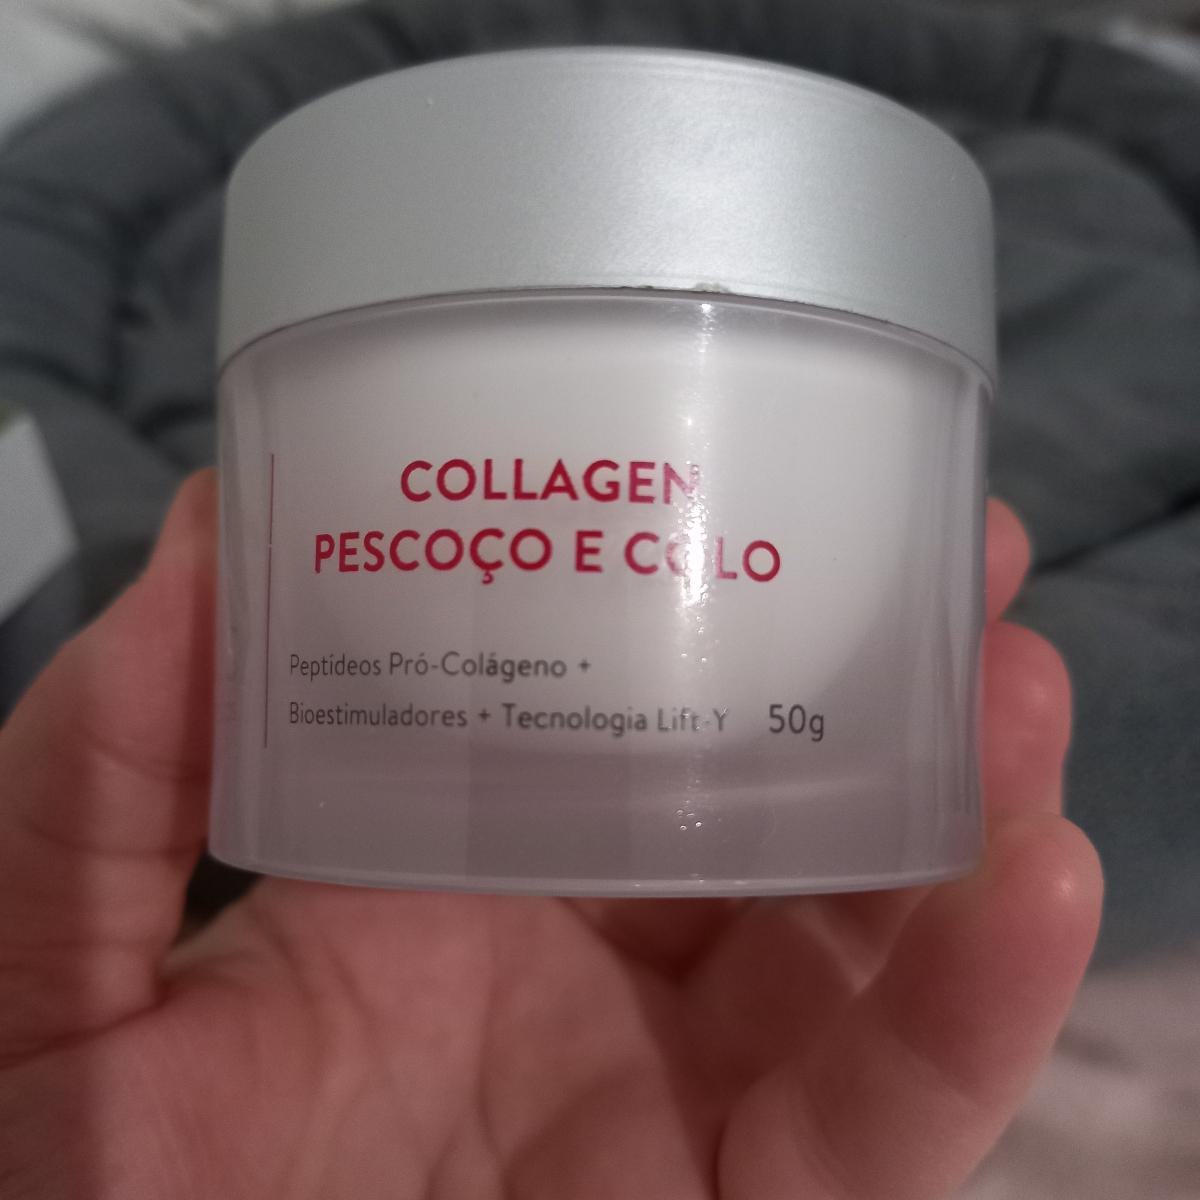 COLLAGEN
PESCOÇO E COLO
Peptídeos Pró-Colágeno +
Bioestimuladores + Tecnologia Lift-Y 50g